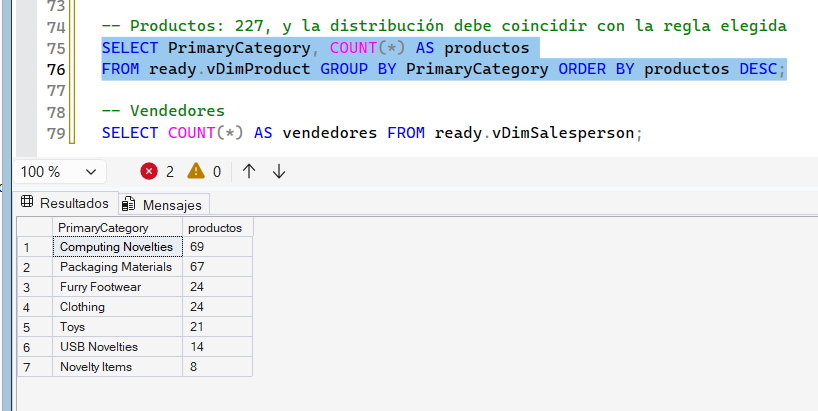 73
74 -- Productos: 227, y la distribución debe coincidir con la regla elegida
75 SELECT PrimaryCategory, COUNT(*) AS productos
76 FROM ready.vDimProduct GROUP BY PrimaryCategory ORDER BY productos DESC;
77
78 -- Vendedores
79 SELECT COUNT(*) AS vendedores FROM ready.vDimSalesperson;
100 % 2 0
Resultados Mensajes
PrimaryCategory productos
1 Computing Novelties 69
2 Packaging Materials 67
3 Furry Footwear 24
4 Clothing 24
5 Toys 21
6 USB Novelties 14
7 Novelty Items 8